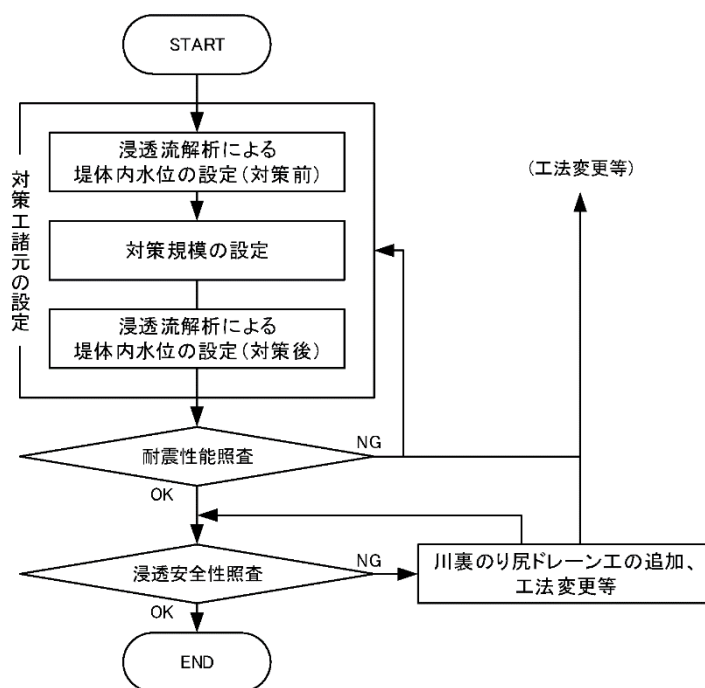 START
対策工諸元の設定
浸透流解析による
堤体内水位の設定(対策前)
対策規模の設定
浸透流解析による
堤体内水位の設定(対策後)
(工法変更等)
耐震性能照査
NG
OK
浸透安全性照査
NG
OK
川裏のり尻ドレーン工の追加、
工法変更等
END